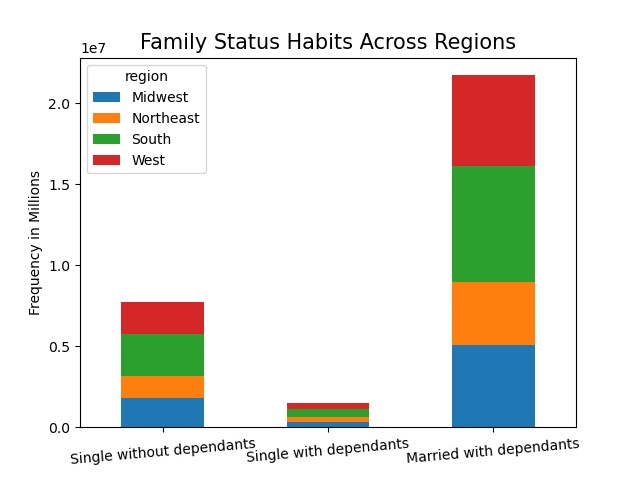 Family Status Habits Across Regions
1e7
region
Midwest
Northeast
South
West
Frequency in Millions
2.0
1.5
1.0
0.5
0.0
Single without dependants
Single with dependants
Married with dependants